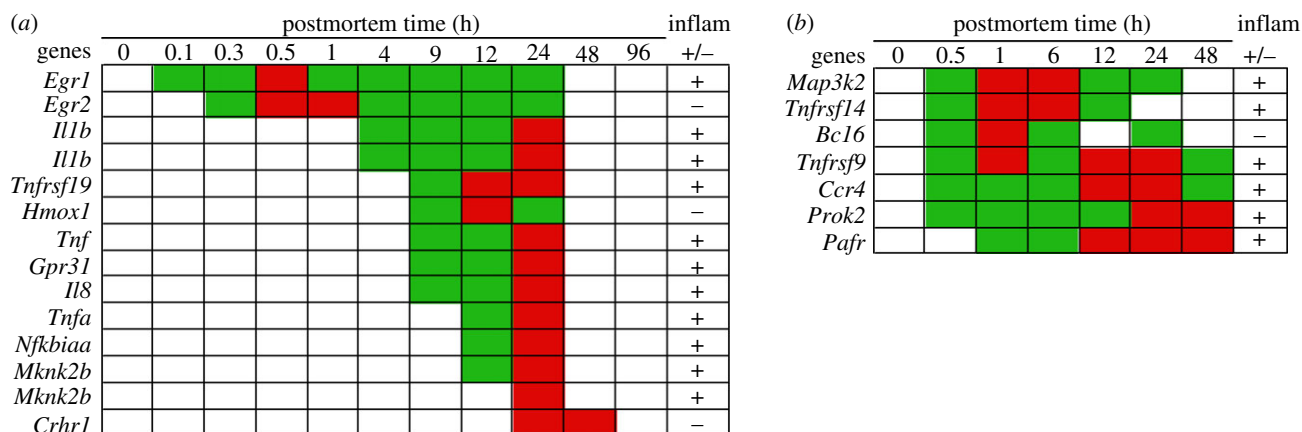 (a) postmortem time (h) inflam
genes 0 0.1 0.3 0.5 1 4 9 12 24 48 96 +/–
Egr1 +
Egr2 –
Il1b +
Il1b +
Tnfrsf19 +
Hmox1 –
Tnf +
Gpr31 +
Il8 +
Tnfa +
Nfkbiaa +
Mknk2b +
Mknk2b +
Crhr1 –
(b) postmortem time (h) inflam
genes 0 0.5 1 6 12 24 48 +/–
Map3k2 +
Tnfrsf14 +
Bc16 –
Tnfrsf9 +
Ccr4 +
Prok2 +
Pafr +